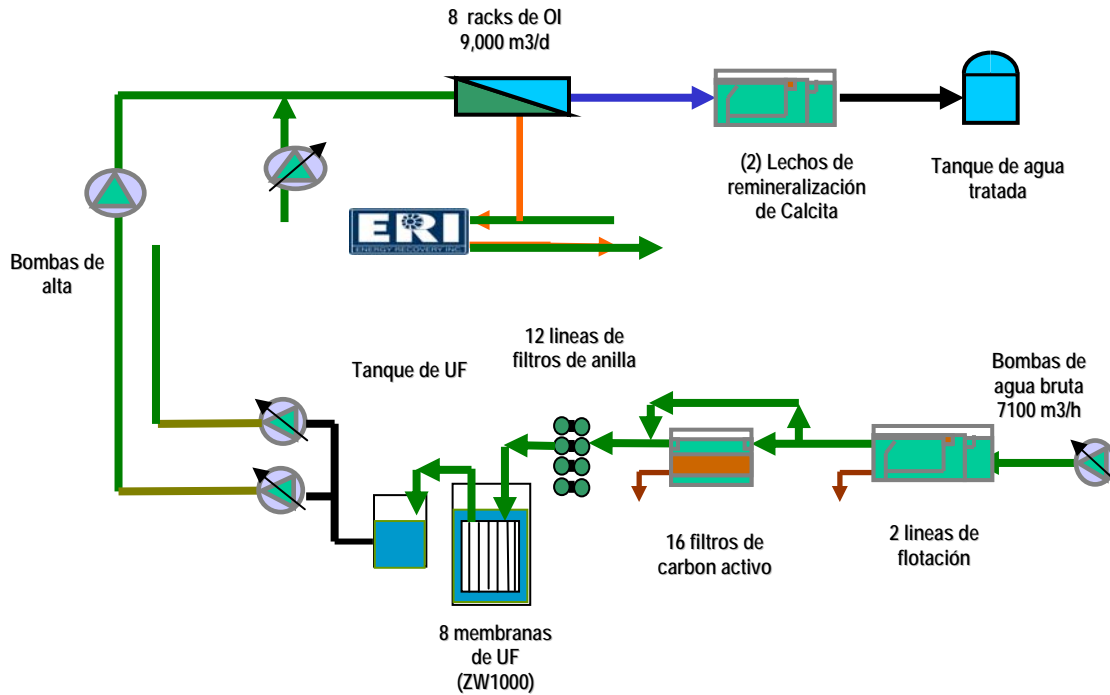 8 racks de OI
9,000 m3/d
(2) Lechos de
remineralización
de Calcita
Tanque de agua
tratada
ERI
ENERGY RECOVERY INC
Bombas de
alta
12 lineas de
filtros de anilla
Tanque de UF
Bombas de
agua bruta
7100 m3/h
16 filtros de
carbon activo
2 lineas de
flotación
8 membranas
de UF
(ZW1000)